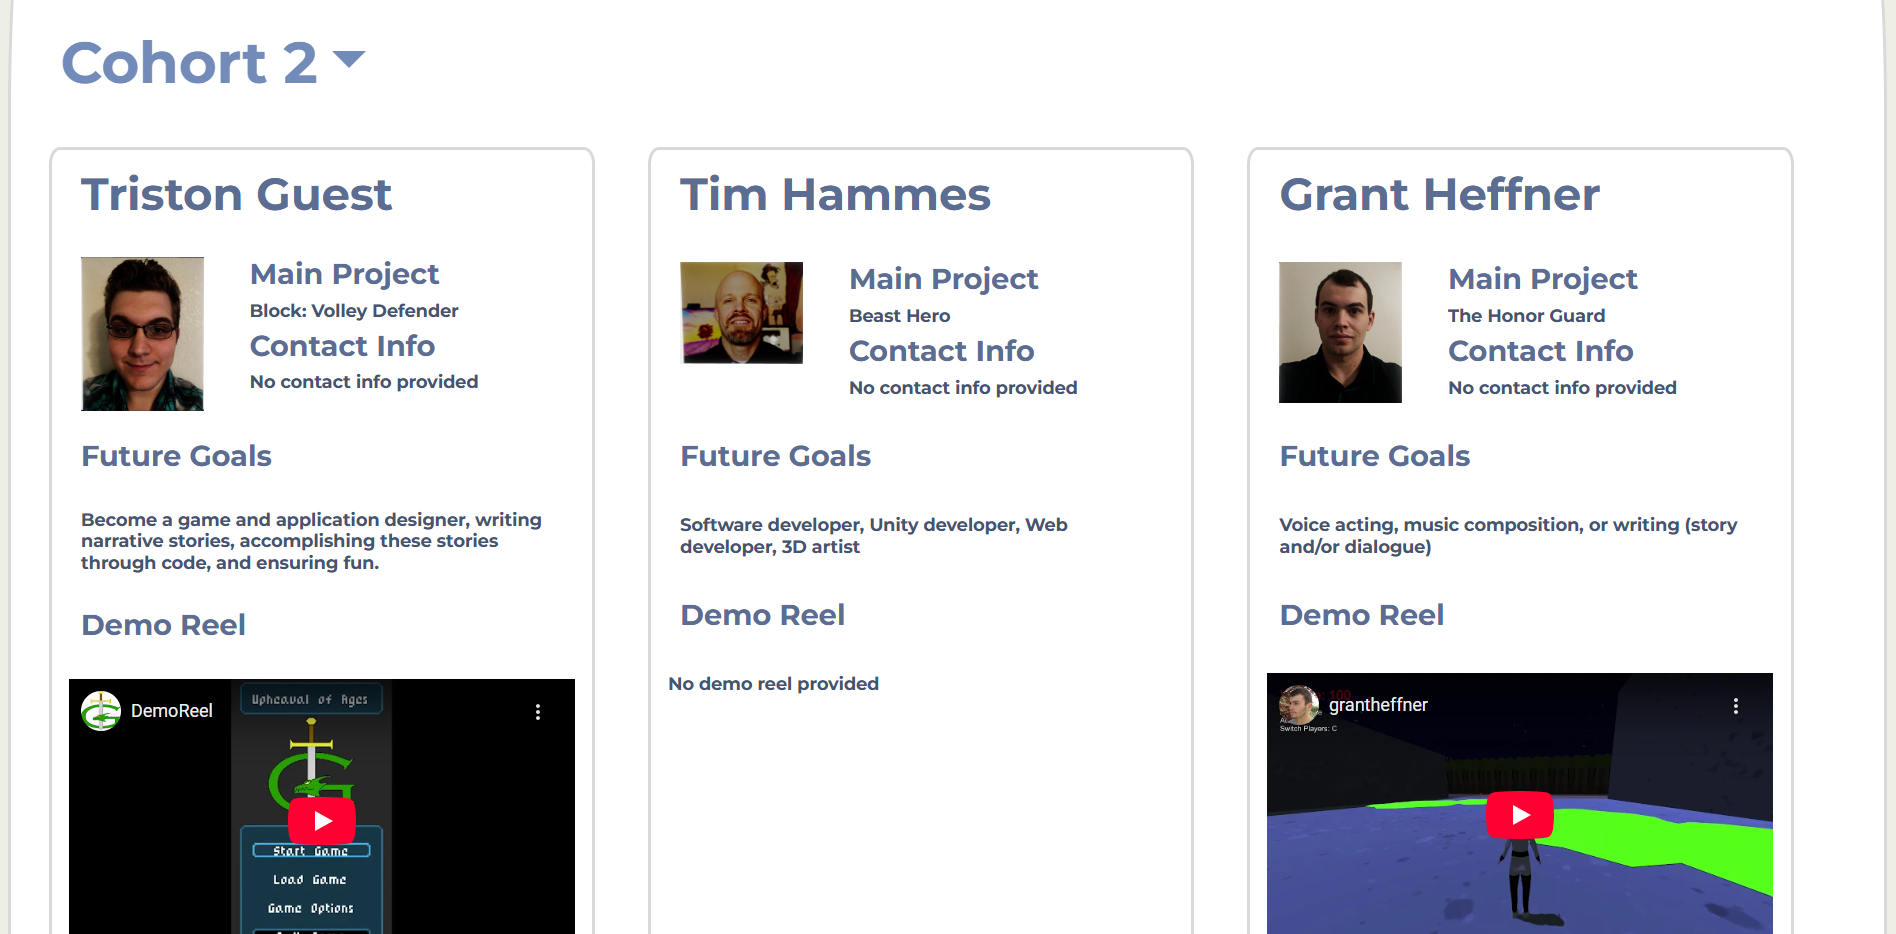 Cohort 2
Triston Guest
Main Project
Block: Volley Defender
Contact Info
No contact info provided
Future Goals
Become a game and application designer, writing
narrative stories, accomplishing these stories
through code, and ensuring fun.
Demo Reel
DemoReel
Upheaval of Ages
Start Game
Load Game
Game Options
Tim Hammes
Main Project
Beast Hero
Contact Info
No contact info provided
Future Goals
Software developer, Unity developer, Web
developer, 3D artist
Demo Reel
No demo reel provided
Grant Heffner
Main Project
The Honor Guard
Contact Info
No contact info provided
Future Goals
Voice acting, music composition, or writing (story
and/or dialogue)
Demo Reel
100
grantheffner
Switch Players: C